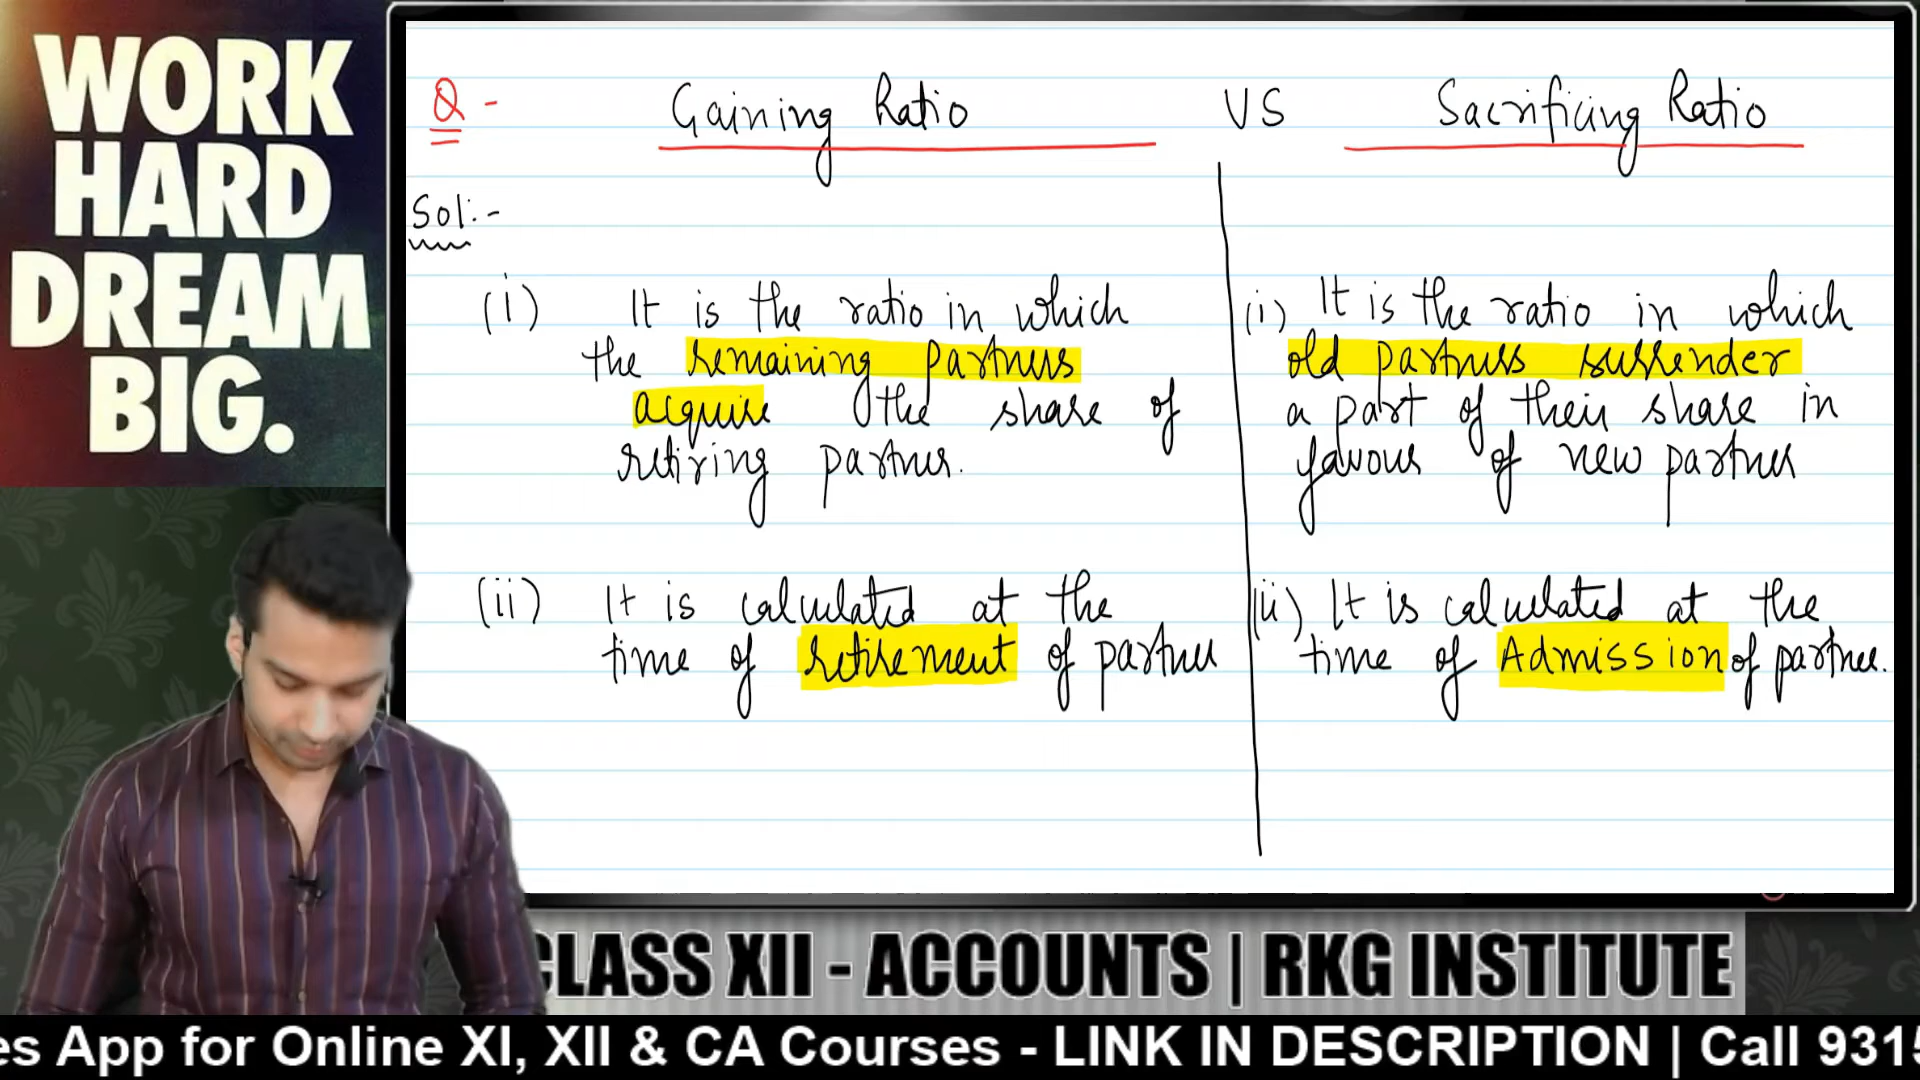 WORK
HARD
DREAM
BIG.
Q - Gaining Ratio VS Sacrificing Ratio
Sol:-
(i) It is the ratio in which
the remaining partners
acquire the share of
retiring partner.
(i) It is the ratio in which
old partners surrender
a part of their share in
favour of new partner
(ii) It is calculated at the
time of retirement of partner
(ii) It is calculated at the
time of Admission of partner.
CLASS XII - ACCOUNTS | RKG INSTITUTE
es App for Online XI, XII & CA Courses - LINK IN DESCRIPTION | Call 9315